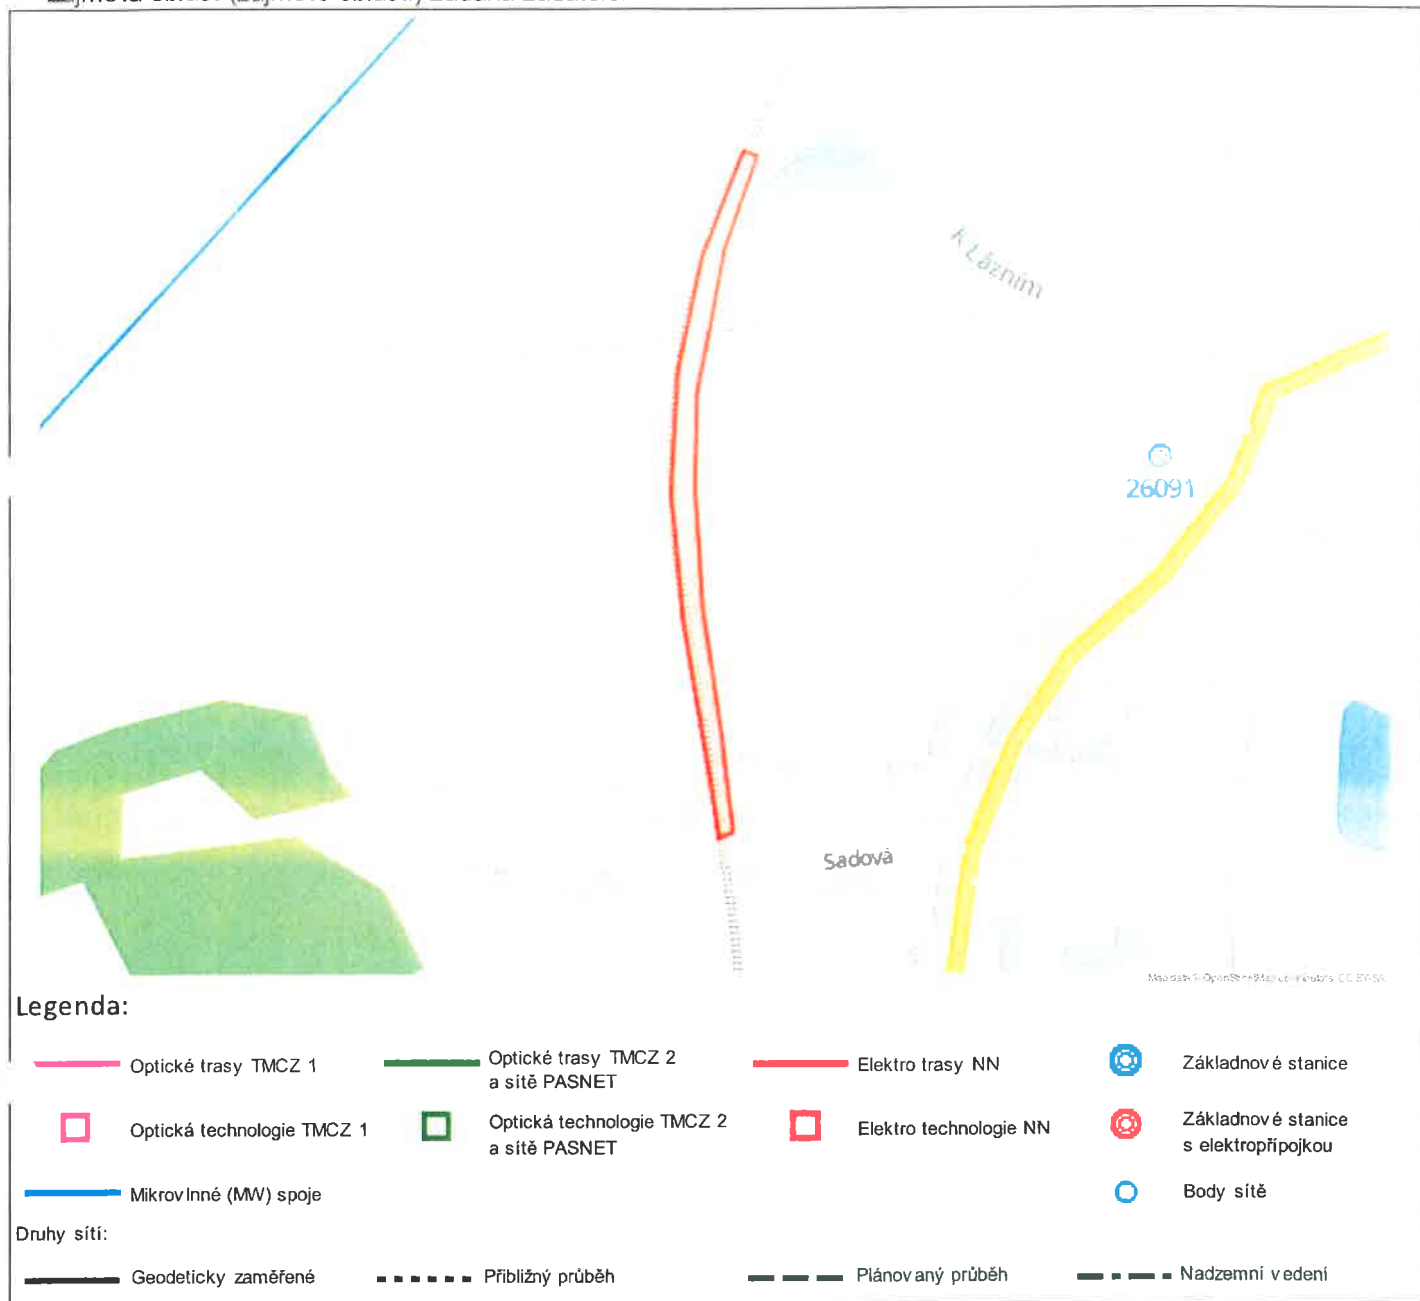 K Lázním
26091
Sadová
Legenda:
Optické trasy TMCZ 1
Optické trasy TMCZ 2
a sítě PASNET
Elektro trasy NN
Základnové stanice
Optická technologie TMCZ 1
Optická technologie TMCZ 2
a sítě PASNET
Elektro technologie NN
Základnové stanice
s elektropřípojkou
Mikrovlnné (MW) spoje
Body sítě
Druhy sítí:
Geodeticky zaměřené
Přibližný průběh
Plánovaný průběh
Nadzemní vedení